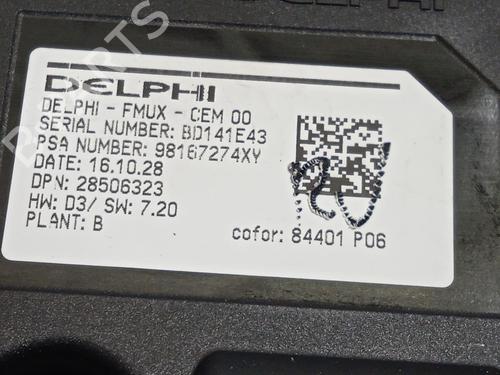 DELPHI
DELPHI - FMUX - CEM 00
SERIAL NUMBER: BD141E43
PSA NUMBER: 98167274XY
DATE: 16.10.28
DPN: 28506323
HW: D3/ SW: 7.20
PLANT: B
cofor: 84401 P06